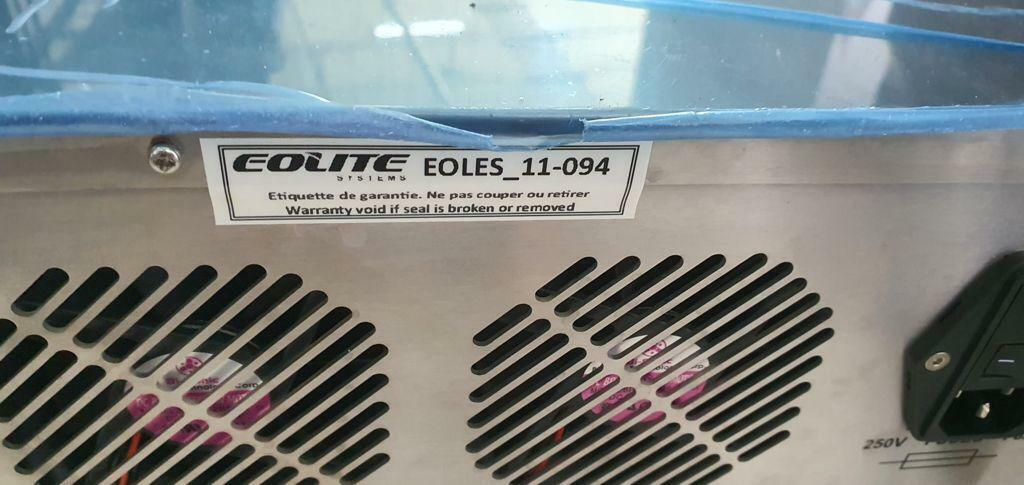 EOLITE SYSTEMS EOLES_11-094
Etiquette de garantie. Ne pas couper ou retirer
Warranty void if seal is broken or removed
250V